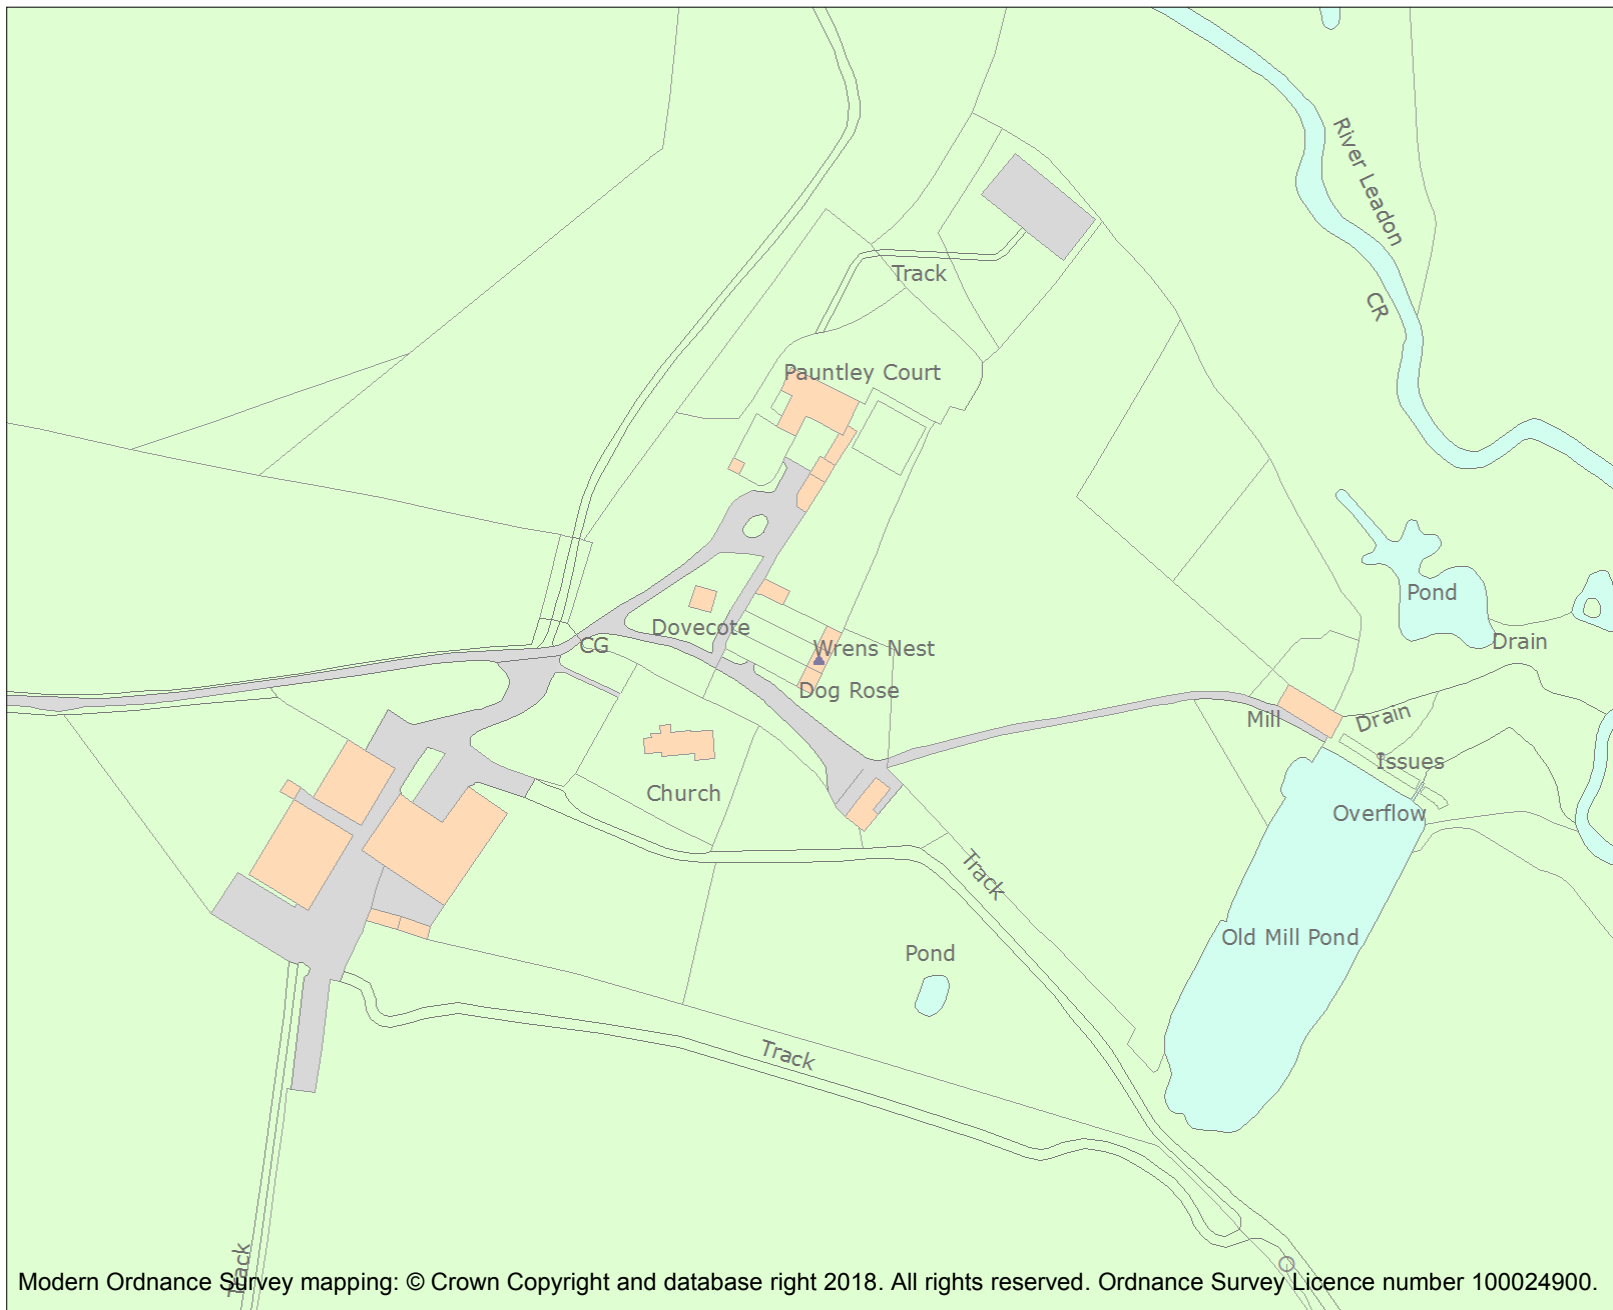 River Leadon
CR
Track
Pauntley Court
Pond
Drain
Dovecote
CG
Wrens Nest
Dog Rose
Mill
Drain
Issues
Church
Overflow
Track
Old Mill Pond
Pond
Track
Track
Modern Ordnance Survey mapping: © Crown Copyright and database right 2018. All rights reserved. Ordnance Survey Licence number 100024900.